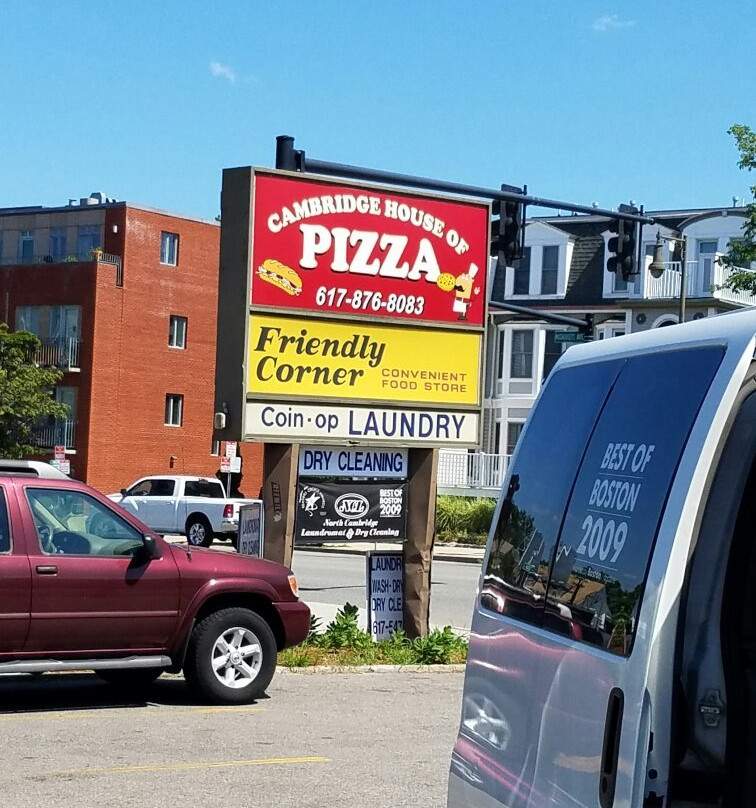 CAMBRIDGE HOUSE OF
PIZZA
617-876-8083
Friendly
Corner
CONVENIENT
FOOD STORE
Coin-op LAUNDRY
DRY CLEANING
BEST OF
BOSTON
2009
North Cambridge
Laundromat & Dry Cleaning
LAUNDR
WASH-DRY
DRY CLE
617-547
BEST OF
BOSTON
2009